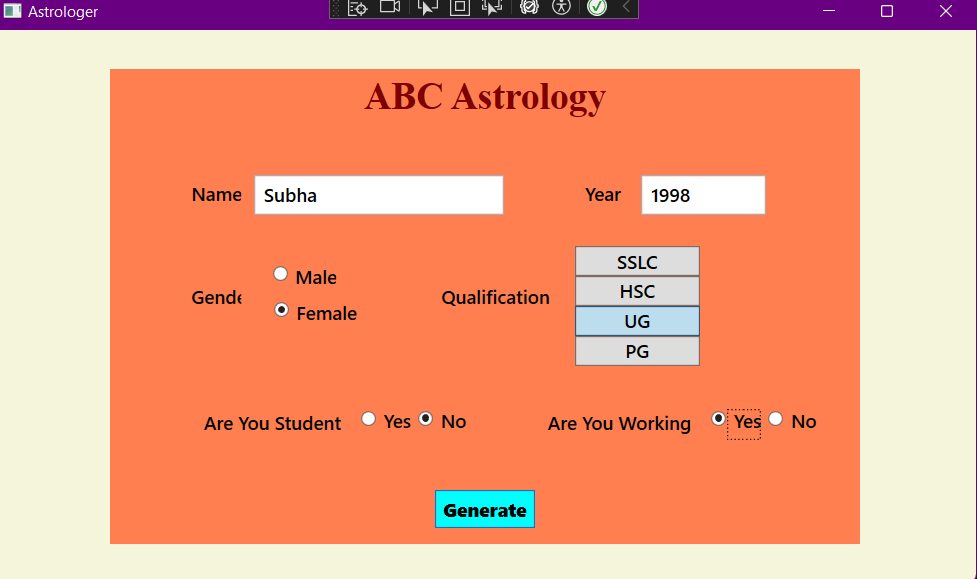 Astrologer
ABC Astrology
Name Subha Year 1998
Male
Gende
Female
Qualification
SSLC
HSC
UG
PG
Are You Student Yes No Are You Working Yes No
Generate